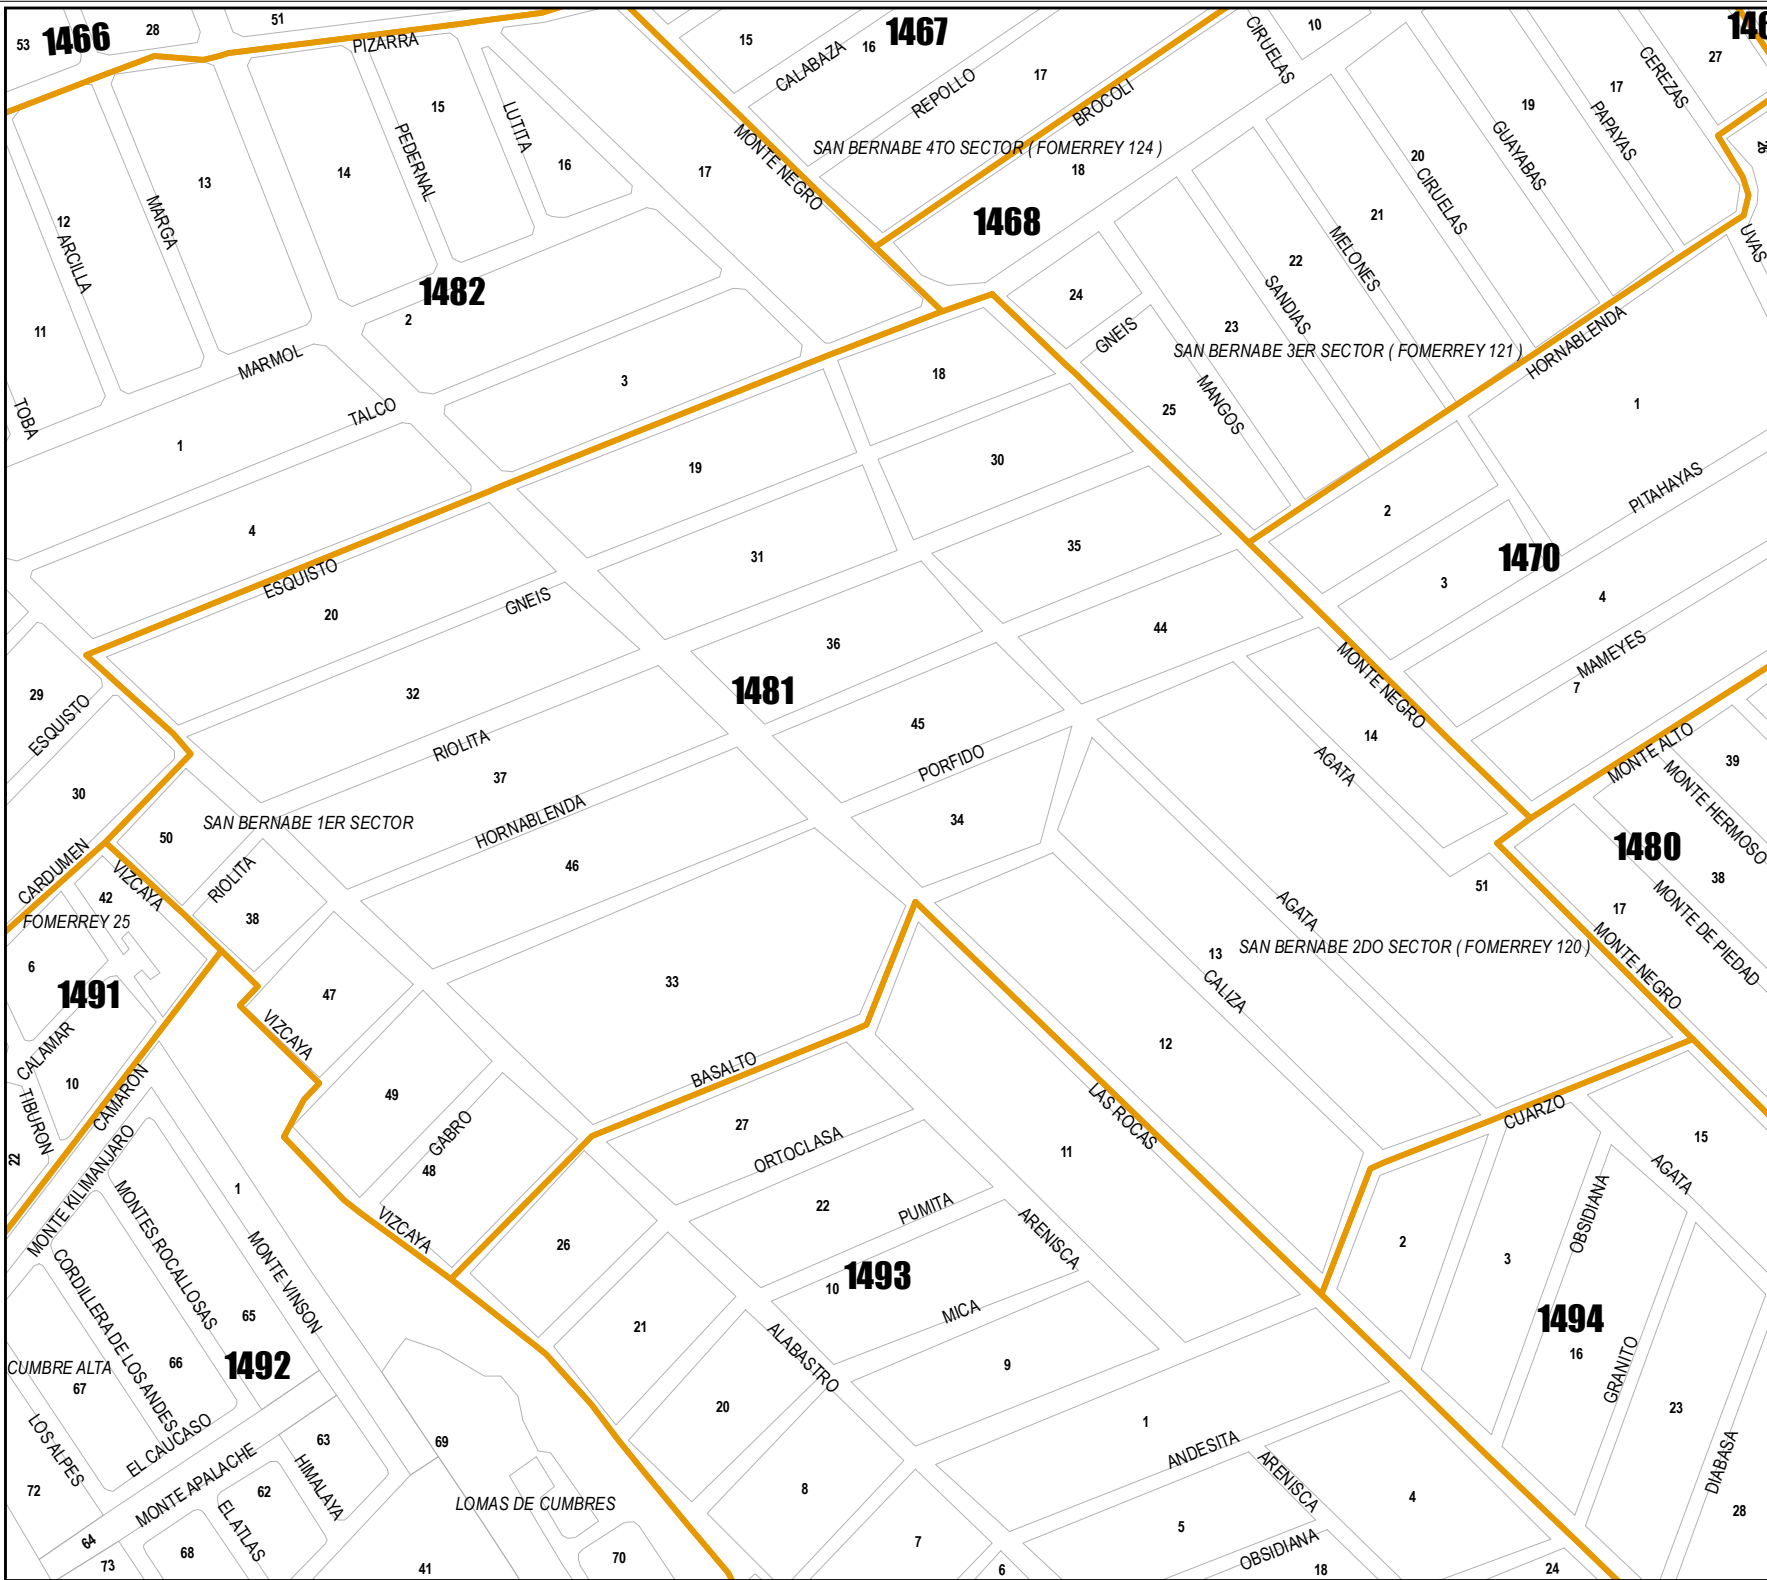 53
1466
28
51
PIZARRA
15
CALABAZA
16
1467
REPOLLO
17
BROCOLI
CIRUELAS
10
CEREZAS
27
17
19
PAPAYAS
GUAYABAS
LUTITA
15
PEDERNAL
16
14
13
MARGA
12
ARCILLA
11
TOBA
17
MONTE NEGRO
SAN BERNABE 4TO SECTOR ( FOMERREY 124 )
18
1468
20
CIRUELAS
21
MELONES
22
SANDIAS
UVAS
24
GNEIS
23
SAN BERNABE 3ER SECTOR ( FOMERREY 121 )
HORNABLENDA
MANGOS
25
1482
2
MARMOL
TALCO
3
1
18
1
19
30
PITAHAYAS
4
2
1470
3
4
ESQUISTO
20
GNEIS
31
35
MAMEYES
7
44
36
MONTE NEGRO
32
1481
29
ESQUISTO
RIOLITA
45
14
MONTE ALTO
39
MONTE HERMOSO
37
PORFIDO
AGATA
30
SAN BERNABE 1ER SECTOR
HORNABLENDA
50
34
1480
46
38
CARDUMEN
VIZCAYA
RIOLITA
42
51
MONTE DE PIEDAD
17
FOMERREY 25
38
AGATA
SAN BERNABE 2DO SECTOR ( FOMERREY 120 )
13
MONTE NEGRO
6
1491
47
33
CALIZA
VIZCAYA
CALAMAR
12
10
BASALTO
TIBURON
CAMARON
49
LAS ROCAS
CUARZO
27
GABRO
ORTOCLASA
22
MONTE KILIMANJARO
48
11
15
AGATA
1
MONTES ROCALLOSAS
22
PUMITA
ARENISCA
OBSIDIANA
VIZCAYA
26
2
3
MONTE VINSON
CORDILLERA DE LOS ANDES
10
1493
MICA
65
21
1494
16
ALABASTRO
CUMBRE ALTA
67
66
1492
9
GRANITO
20
23
LOS ALPES
EL CAUCASO
1
63
69
ANDESITA
DIABASA
HIMALAYA
MONTE APALACHE
ARENISCA
72
62
8
4
28
EL ATLAS
LOMAS DE CUMBRES
5
64
7
OBSIDIANA
73
68
70
41
6
18
24